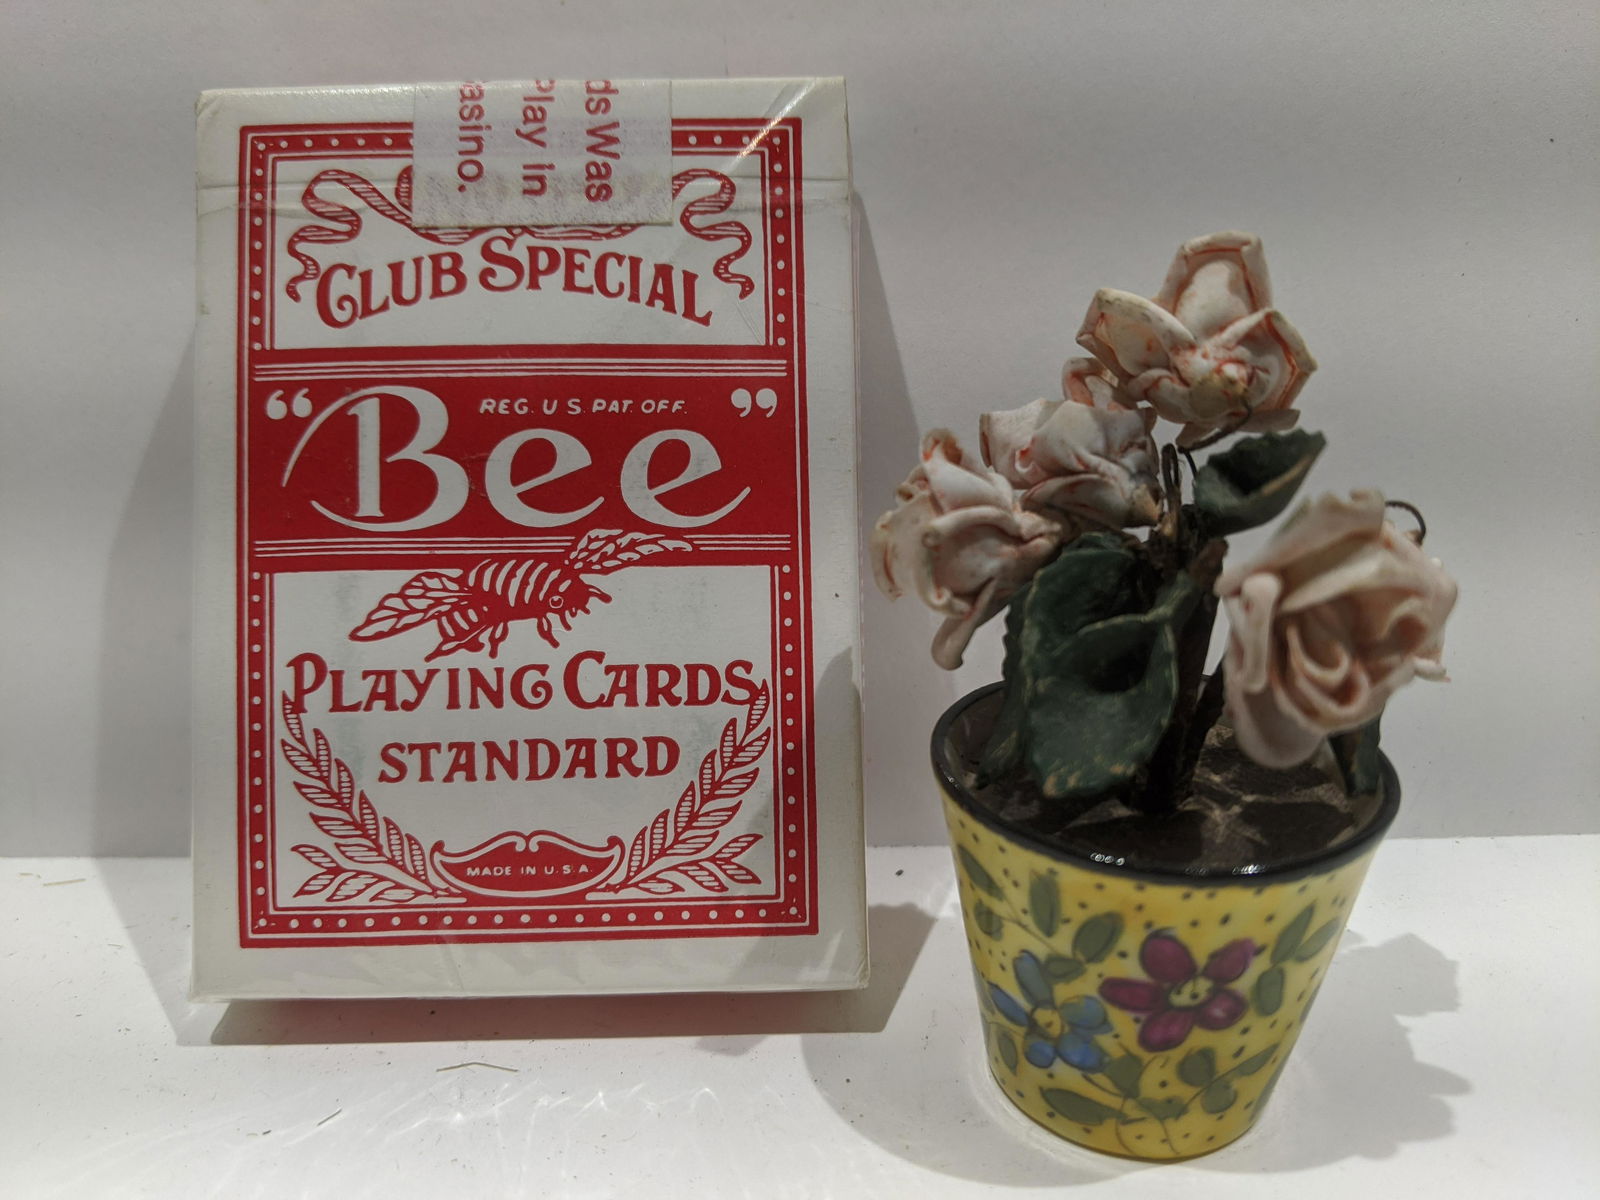 ds Was
Play In
asino.
CLUB SPECIAL
“Bee”
REG. U S. PAT. OFF.
PLAYING CARDS
STANDARD
MADE IN U.S.A.